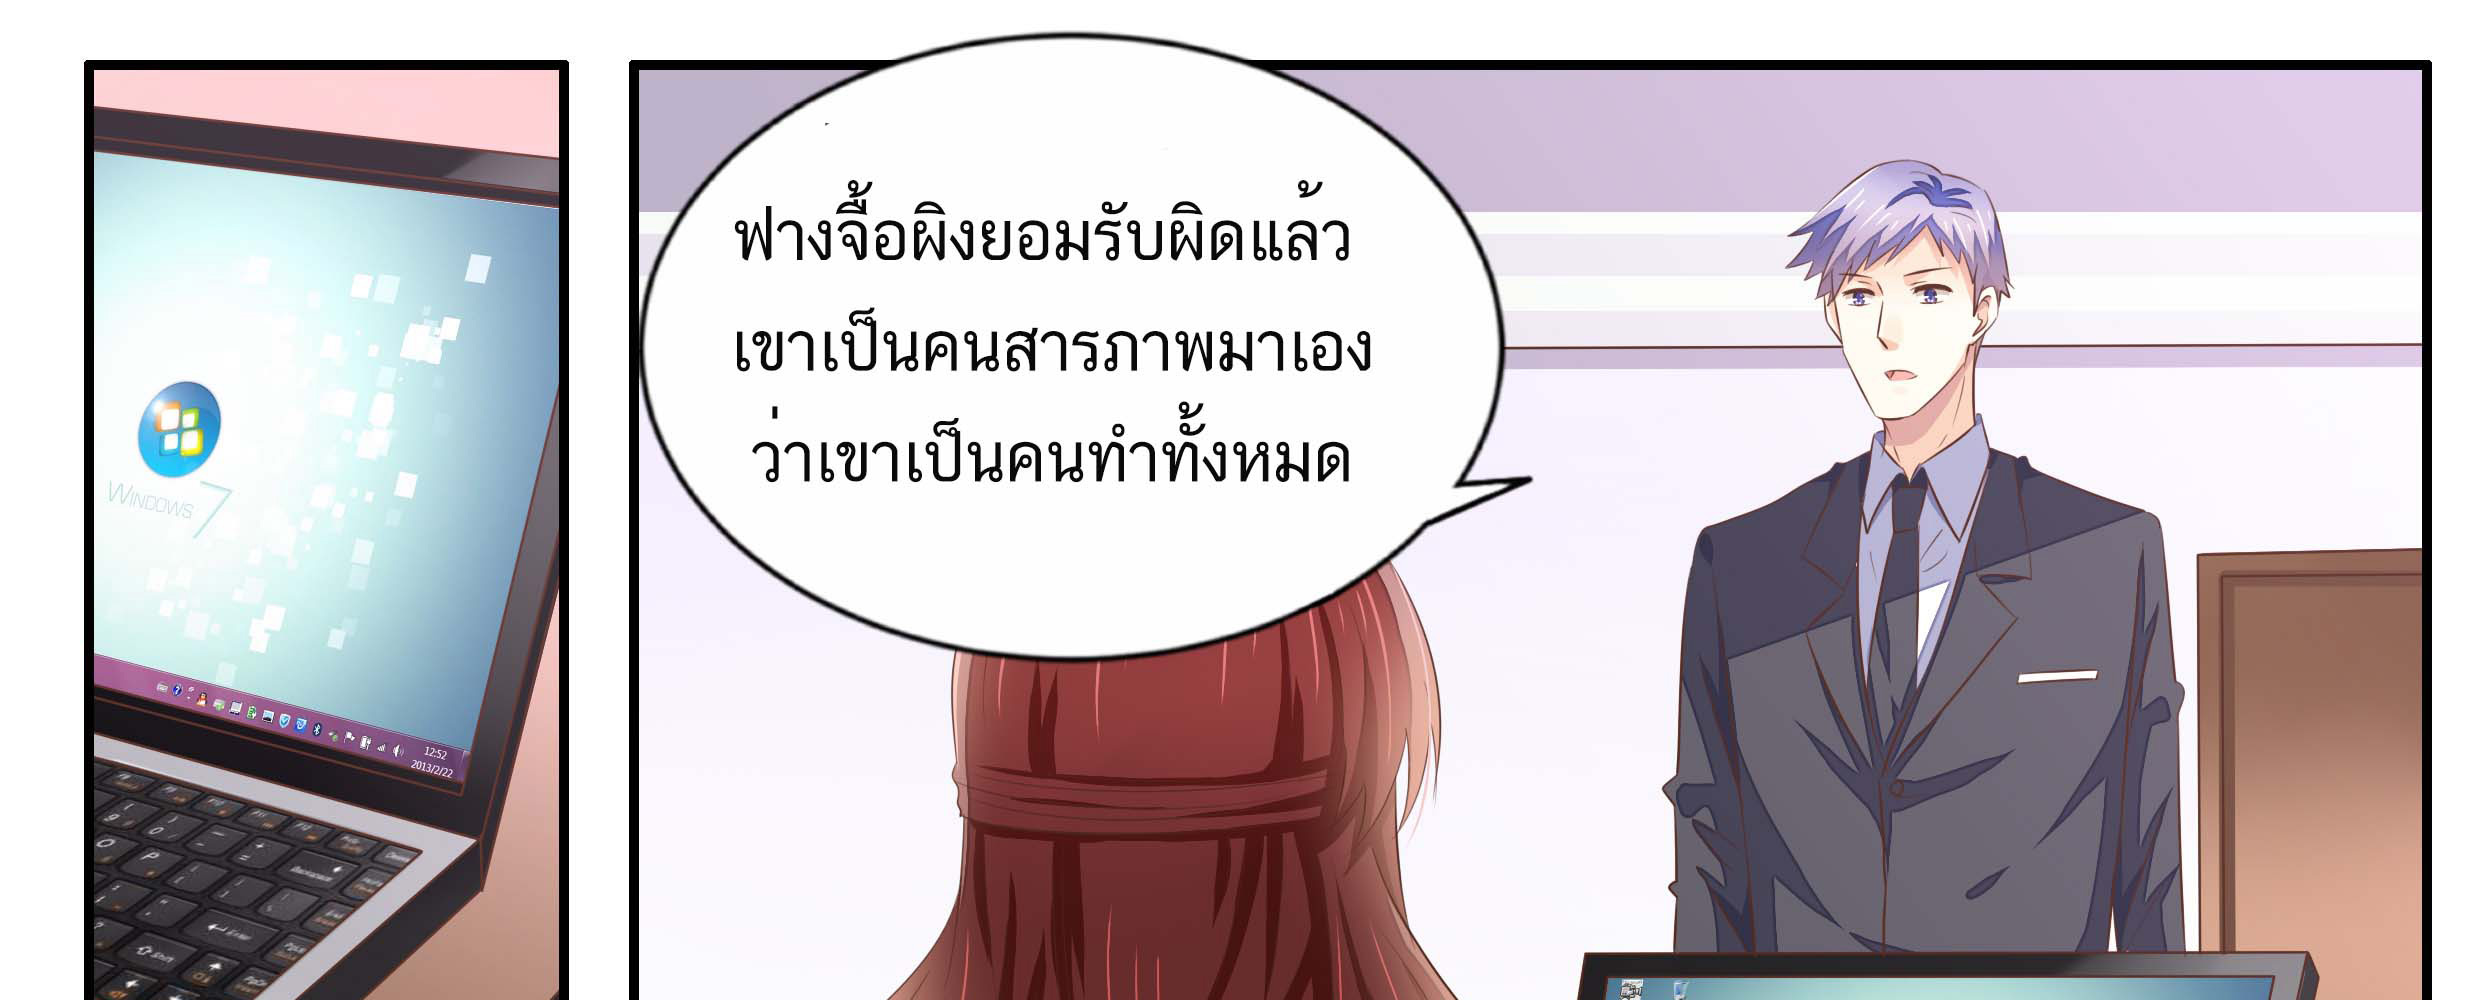 WINDOWS 7
12:52
2013/2/22
ฟางจื้อผิงยอมรับผิดแล้ว
เขาเป็นคนสารภาพมาเอง
ว่าเขาเป็นคนทำทั้งหมด